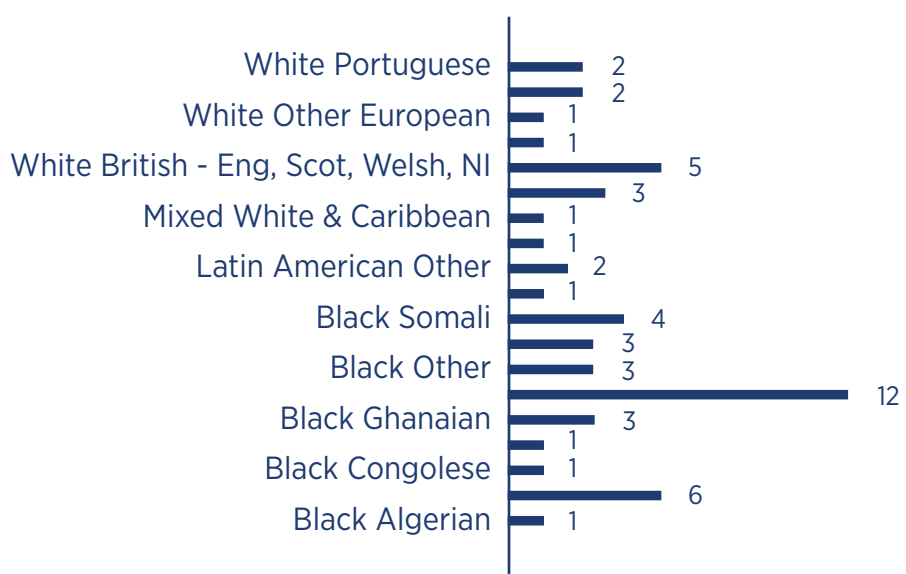 White Portuguese 2
2
White Other European 1
1
White British - Eng, Scot, Welsh, NI 5
3
Mixed White & Caribbean 1
1
Latin American Other 2
1
Black Somali 4
3
Black Other 3
12
Black Ghanaian 3
1
Black Congolese 1
6
Black Algerian 1